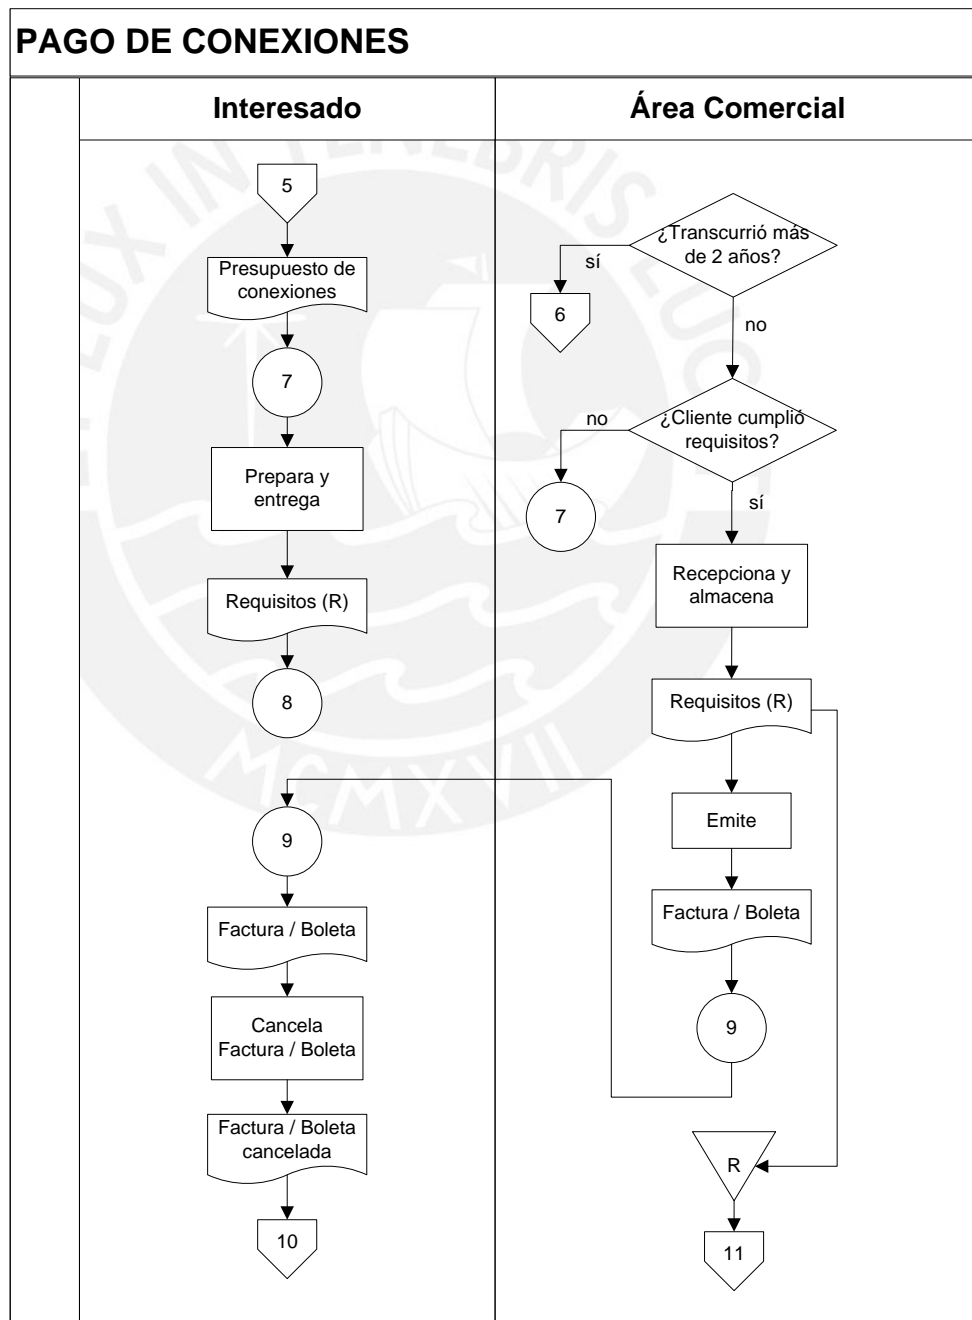 PAGO DE CONEXIONES
Interesado
Área Comercial
5
Presupuesto de
conexiones
7
Prepara y
entrega
Requisitos (R)
8
9
Factura / Boleta
Cancela
Factura / Boleta
Factura / Boleta
cancelada
10
¿Transcurrió más
de 2 años?
sí
6
no
¿Cliente cumplió
requisitos?
no
7
sí
Recepciona y
almacena
Requisitos (R)
Emite
Factura / Boleta
9
R
11
MCMXVII